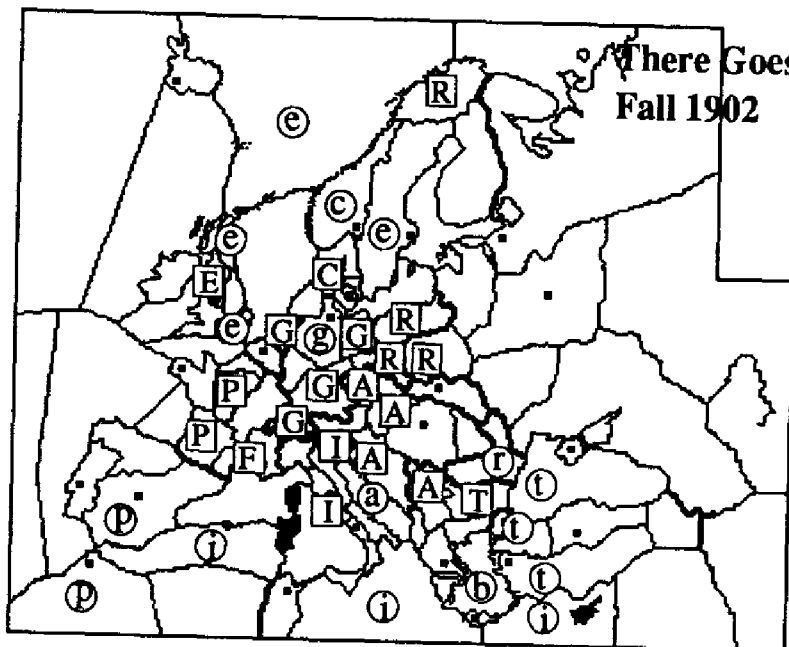 There Goes
Fall 1902
R
e
c
e e
E C
e G g G R
R R
P G A
A
P G
F I A r
A T t
a
I
p t
i
p b t
i i